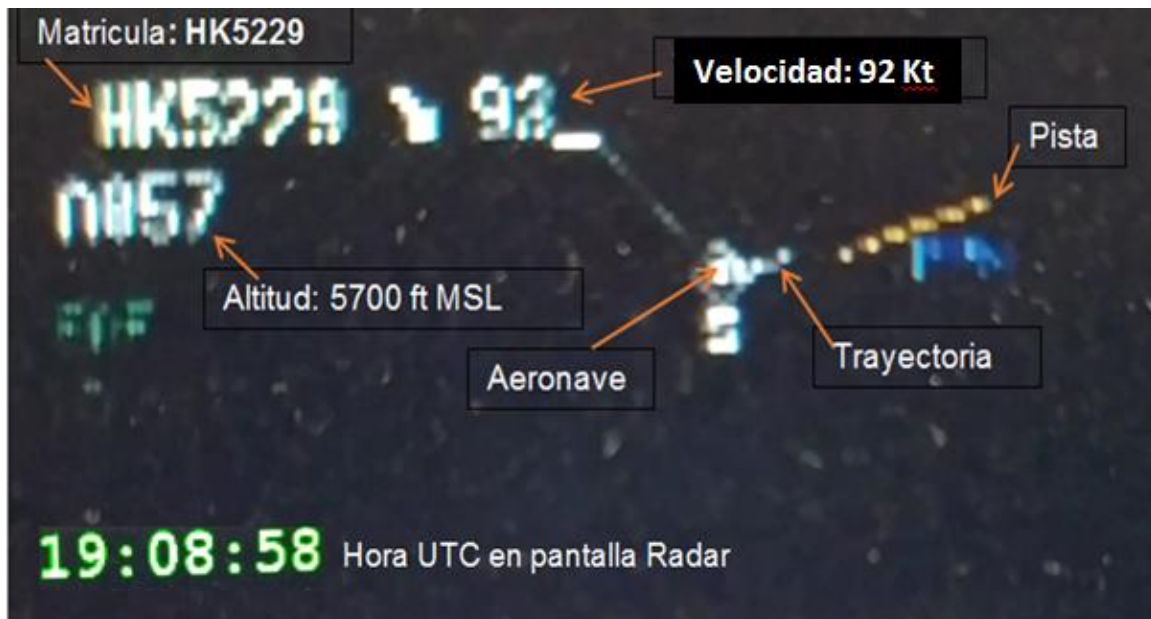 Matricula: HK5229
Velocidad: 92 Kt
HK5229 92
Pista
057
Altitud: 5700 ft MSL
S
Trayectoria
Aeronave
19:08:58 Hora UTC en pantalla Radar